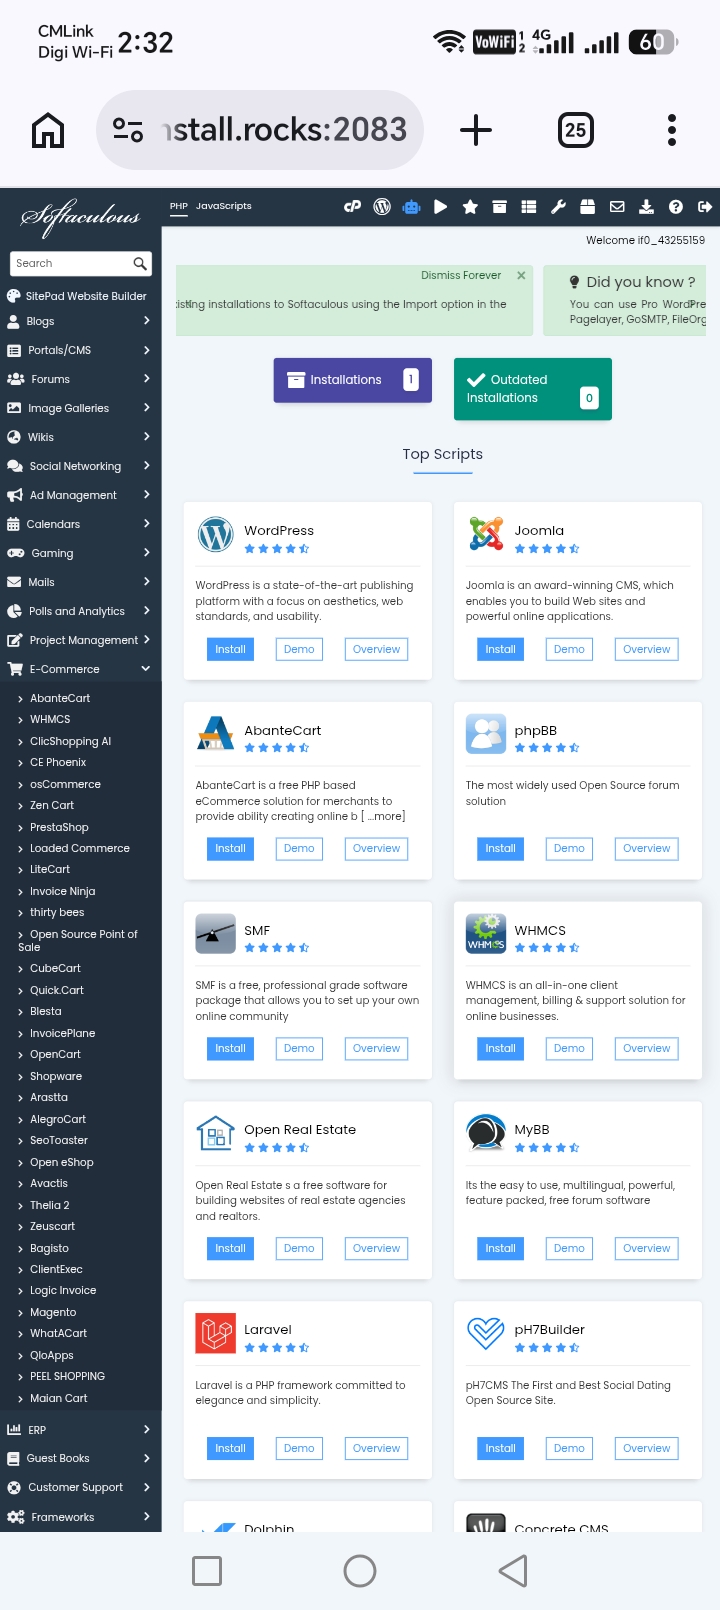 CMLink
Digi Wi-Fi 2:32
VoWiFi 1 2 4G 60
nstall.rocks:2083
25
Softaculous
PHP JavaScripts
Welcome if0_43255159
Search
SitePad Website Builder
Blogs
Portals/CMS
Forums
Image Galleries
Wikis
Social Networking
Ad Management
Calendars
Gaming
Mails
Polls and Analytics
Project Management
E-Commerce
AbanteCart
WHMCS
ClicShopping AI
CE Phoenix
osCommerce
Zen Cart
PrestaShop
Loaded Commerce
LiteCart
Invoice Ninja
thirty bees
Open Source Point of
Sale
CubeCart
Quick.Cart
Blesta
InvoicePlane
OpenCart
Shopware
Arastta
AlegroCart
SeoToaster
Open eShop
Avactis
Thelia 2
Zeuscart
Bagisto
ClientExec
Logic Invoice
Magento
WhatACart
QloApps
PEEL SHOPPING
Maian Cart
ERP
Guest Books
Customer Support
Frameworks
Dismiss Forever
installations to Softaculous using the Import option in the
Did you know ?
You can use Pro
Pagelayer, GoSMTP,
Installations 1
Outdated
Installations 0
Top Scripts
WordPress
WordPress is a state-of-the-art publishing
platform with a focus on aesthetics, web
standards, and usability.
Install Demo Overview
Joomla
Joomla is an award-winning CMS, which
enables you to build Web sites and
powerful online applications.
Install Demo Overview
AbanteCart
AbanteCart is a free PHP based
eCommerce solution for merchants to
provide ability creating online b [ ...more]
Install Demo Overview
phpBB
The most widely used Open Source forum
solution
Install Demo Overview
SMF
SMF is a free, professional grade software
package that allows you to set up your own
online community
Install Demo Overview
WHMCS
WHMCS
WHMCS is an all-in-one client
management, billing & support solution for
online businesses.
Install Demo Overview
Open Real Estate
Open Real Estate s a free software for
building websites of real estate agencies
and realtors.
Install Demo Overview
MyBB
Its the easy to use, multilingual, powerful,
feature packed, free forum software
Install Demo Overview
Laravel
Laravel is a PHP framework committed to
elegance and simplicity.
Install Demo Overview
pH7Builder
pH7CMS The First and Best Social Dating
Open Source Site.
Install Demo Overview
Dolphin
Concrete CMS